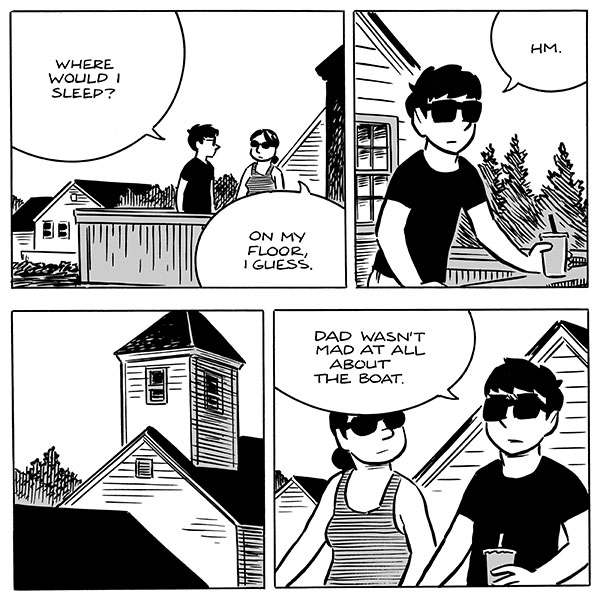 WHERE
WOULD I
SLEEP?
ON MY
FLOOR,
I GUESS.
HM.
DAD WASN'T
MAD AT ALL
ABOUT
THE BOAT.